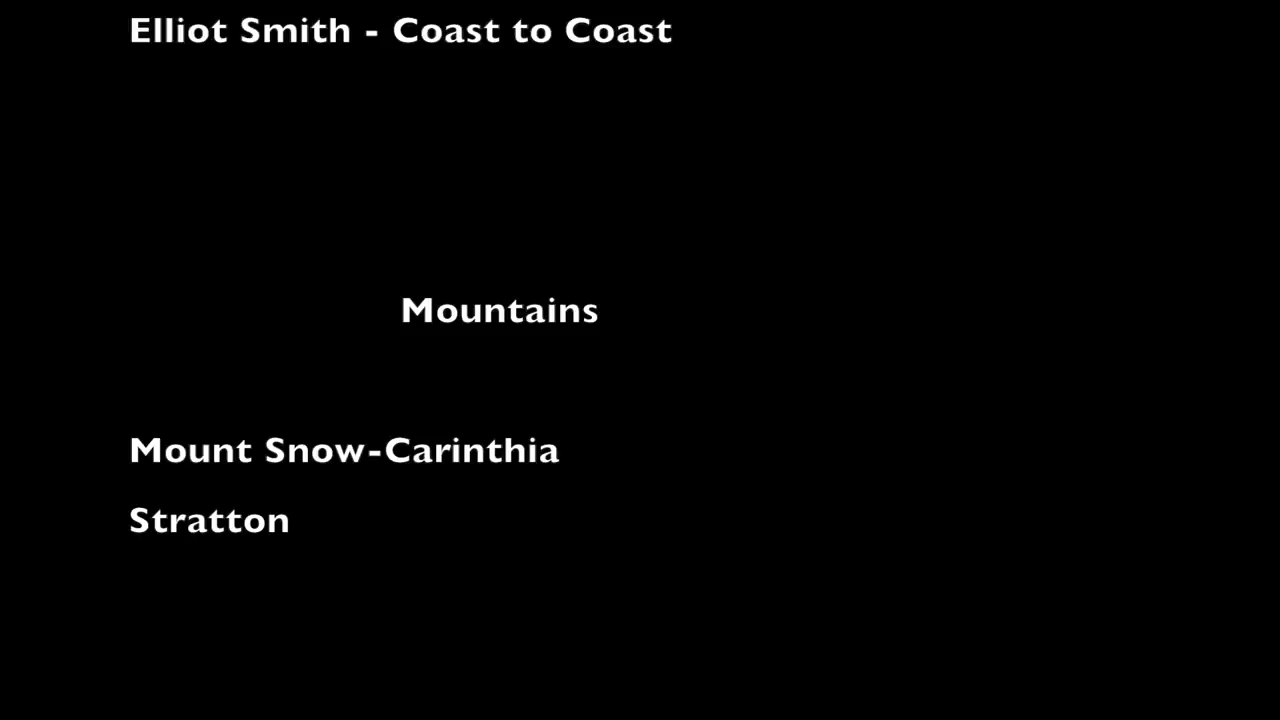 Elliot Smith - Coast to Coast
Mountains
Mount Snow-Carinthia
Stratton